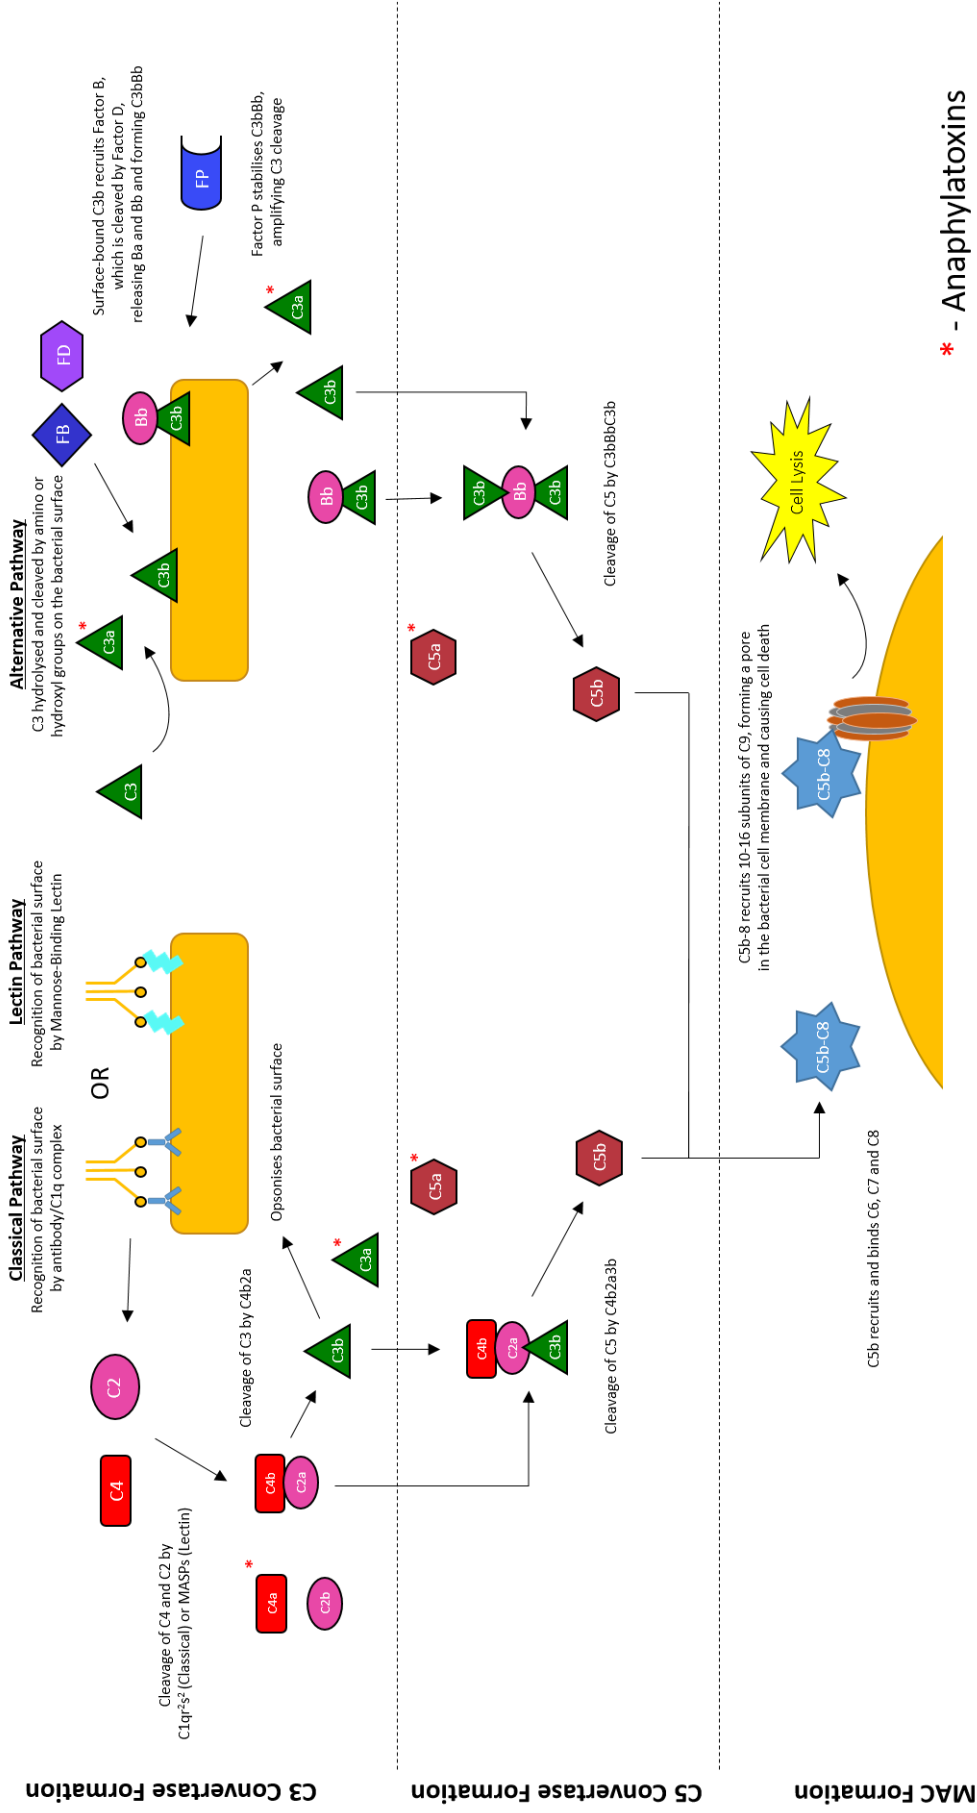 Classical Pathway
Recognition of bacterial surface
by antibody/C1q complex
OR
Lectin Pathway
Recognition of bacterial surface
by Mannose-Binding Lectin
Alternative Pathway
C3 hydrolysed and cleaved by amino or
hydroxyl groups on the bacterial surface
C3
C3a
*
C3b
FB
FD
Surface-bound C3b recruits Factor B,
which is cleaved by Factor D,
releasing Ba and Bb and forming C3bBb
Bb
C3b
FP
Factor P stabilises C3bBb,
amplifying C3 cleavage
C3a
*
C3b
Bb
C3b
C4
C2
Cleavage of C4 and C2 by
C1qr²s² (Classical) or MASPs (Lectin)
C4a
*
C2b
C4b
C2a
Cleavage of C3 by C4b2a
C3b
C3a
*
Opsonises bacterial surface
C3 Convertase Formation
C4b
C2a
C3b
Cleavage of C5 by C4b2a3b
C5a
*
C5b
C5a
*
C5b
C3b
Bb
C3b
Cleavage of C5 by C3bBbC3b
C5 Convertase Formation
C5b recruits and binds C6, C7 and C8
C5b-C8
C5b-8 recruits 10-16 subunits of C9, forming a pore
in the bacterial cell membrane and causing cell death
C5b-C8
Cell Lysis
MAC Formation
* - Anaphylatoxins